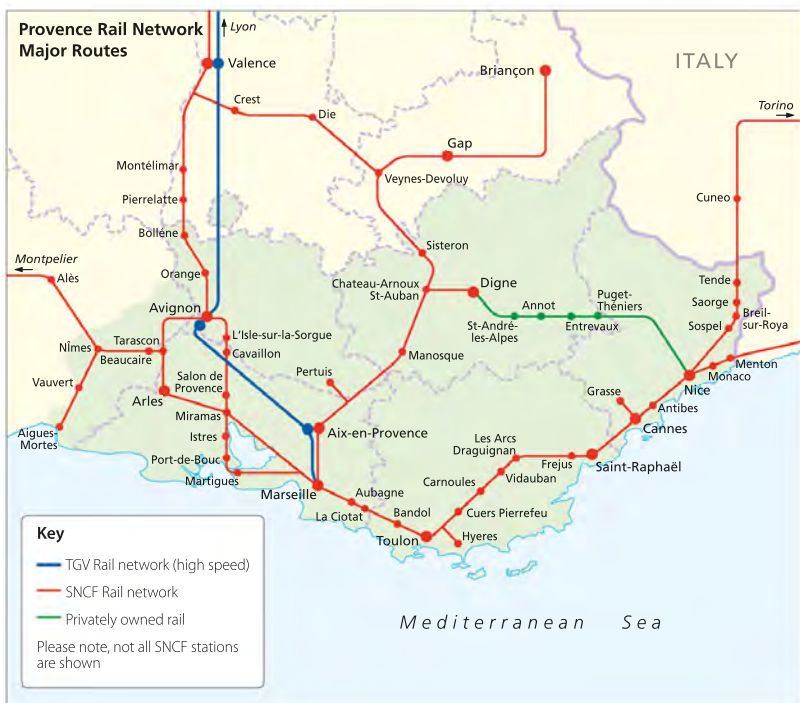 Provence Rail Network
Major Routes
Lyon
Valence
Briançon
ITALY
Torino
Crest
Die
Gap
Montélimar
Veynes-Devoluy
Pierrelatte
Cuneo
Bolléne
Sisteron
Montpelier
Alès
Orange
Chateau-Arnoux
St-Auban
Digne
Tende
Avignon
Annot
Puget-
Théniers
Saorge
Breil-
sur-Roya
St-André-
les-Alpes
Entrevaux
Sospel
L'Isle-sur-la-Sorgue
Tarascon
Nîmes
Beaucaire
Cavaillon
Manosque
Menton
Monaco
Pertuis
Salon de
Provence
Vauvert
Arles
Nice
Grasse
Miramas
Antibes
Cannes
Aigues-
Mortes
Istres
Aix-en-Provence
Les Arcs
Draguignan
Port-de-Bouc
Frejus
Saint-Raphaël
Martigues
Marseille
Aubagne
Carnoules
Vidauban
La Ciotat
Bandol
Cuers Pierrefeu
Toulon
Hyeres
Key
TGV Rail network (high speed)
SNCF Rail network
Privately owned rail
Please note, not all SNCF stations
are shown
Mediterranean Sea